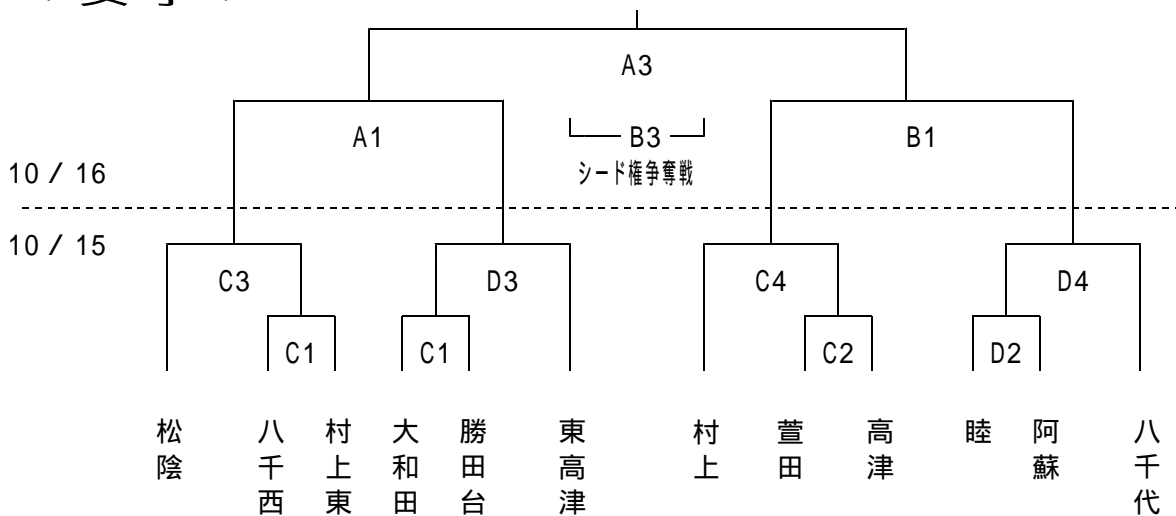 A3
A1
B3
B1
シード権争奪戦
10 / 16
10 / 15
C3
D3
C4
D4
C1
C1
C2
D2
松陰
八千西
村上東
大和田
勝田台
東高津
村上
萱田
高津
睦
阿蘇
八千代